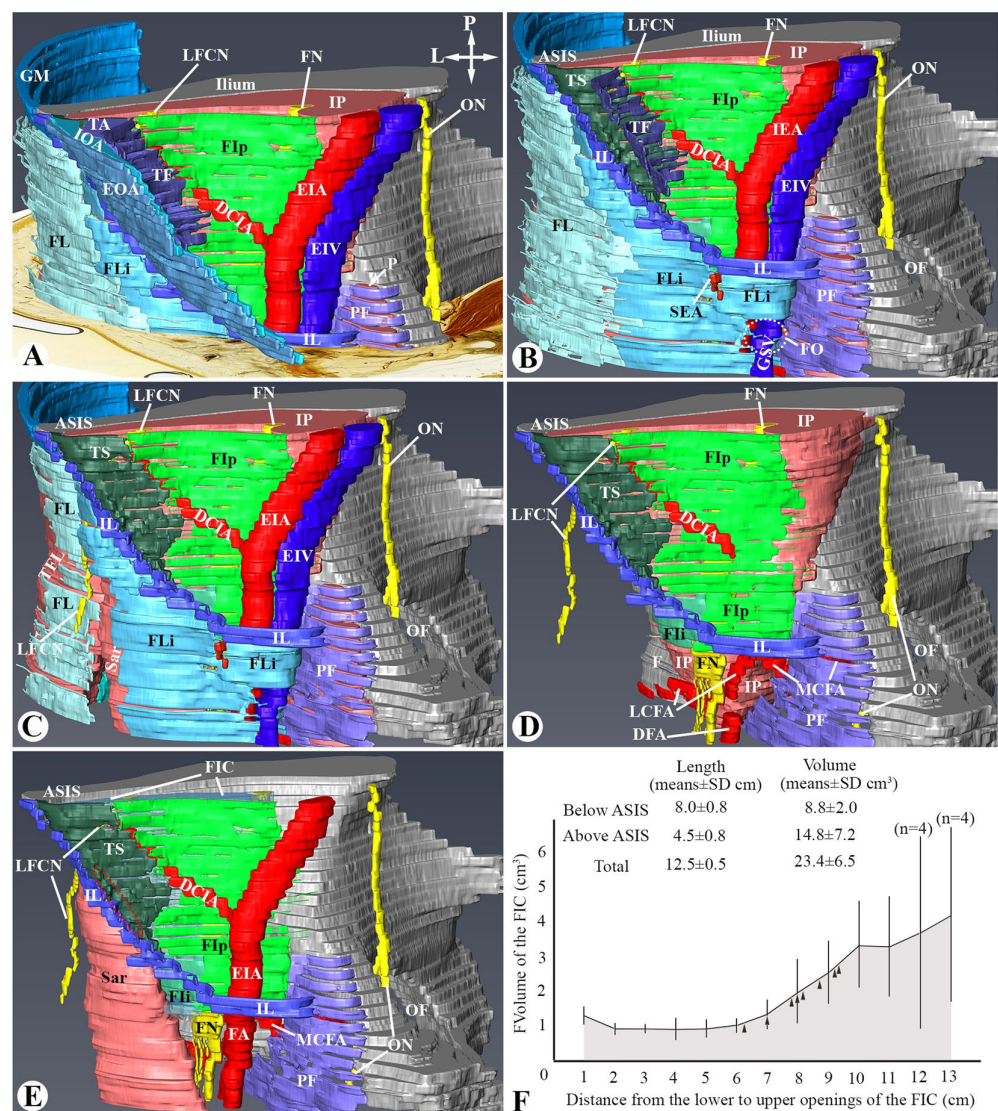 P
LFCN FN L
GM Ilium ON
IP
TA
IOA FIp
TF
EOA EIA
DCIA
FL EIV
FLi P
PF
A IL
Ilium FN
ASIS LFCN IP ON
TS FIp
TF IEA
DCIA
IL EIV
OF
IL
FLi FLi PF
SEA
B GSV FO
LFCN FN
ASIS IP ON
TS FIp
DCIA EIA
FL IL EIV
TFL
FL OF
LFCN IL
Sar FLi FLi PF
C
FN
ASIS IP ON
FIp
TS
LFCN IL DCIA
FIp
FIi IL OF
F IP FN MCFA ON
LCFA IP PF
D DFA
FIC
ASIS ON
LFCN TS
IL DCIA
FIp
Sar EIA OF
FIi IL
FN FA MCFA ON
E PF
Length Volume
(means±SD cm) (means±SD cm³)
Below ASIS 8.0±0.8 8.8±2.0
Above ASIS 4.5±0.8 14.8±7.2
Total 12.5±0.5 23.4±6.5
(n=4) (n=4)
FVolume of the FIC (cm³)
6
5
4
3
2
1
0 1 2 3 4 5 6 7 8 9 10 11 12 13
F Distance from the lower to upper openings of the FIC (cm)